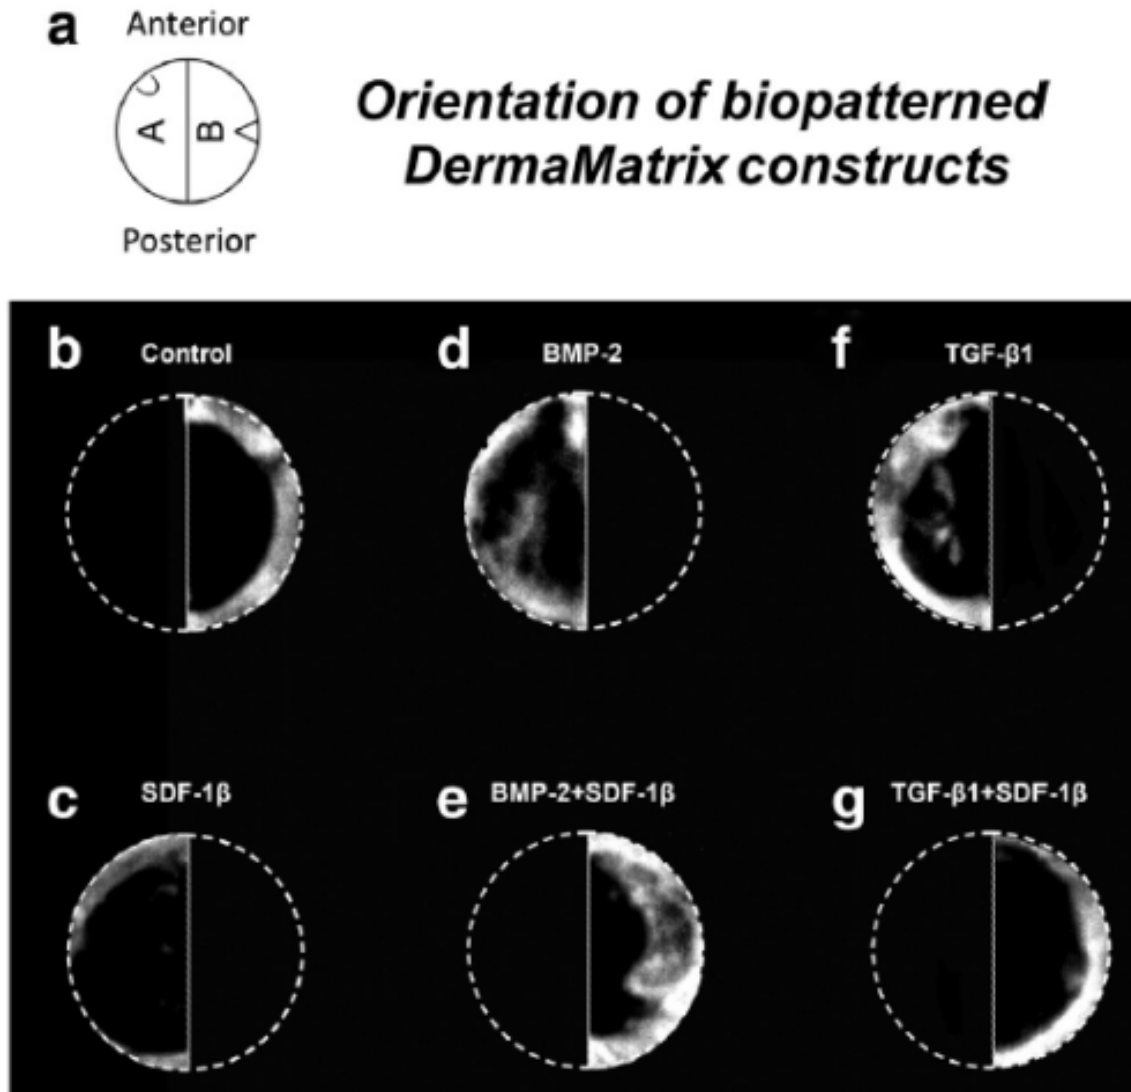 a
Anterior
A
B
Posterior
Orientation of biopatterned
DermaMatrix constructs
b
Control
d
BMP-2
f
TGF-β1
c
SDF-1β
e
BMP-2+SDF-1β
g
TGF-β1+SDF-1β